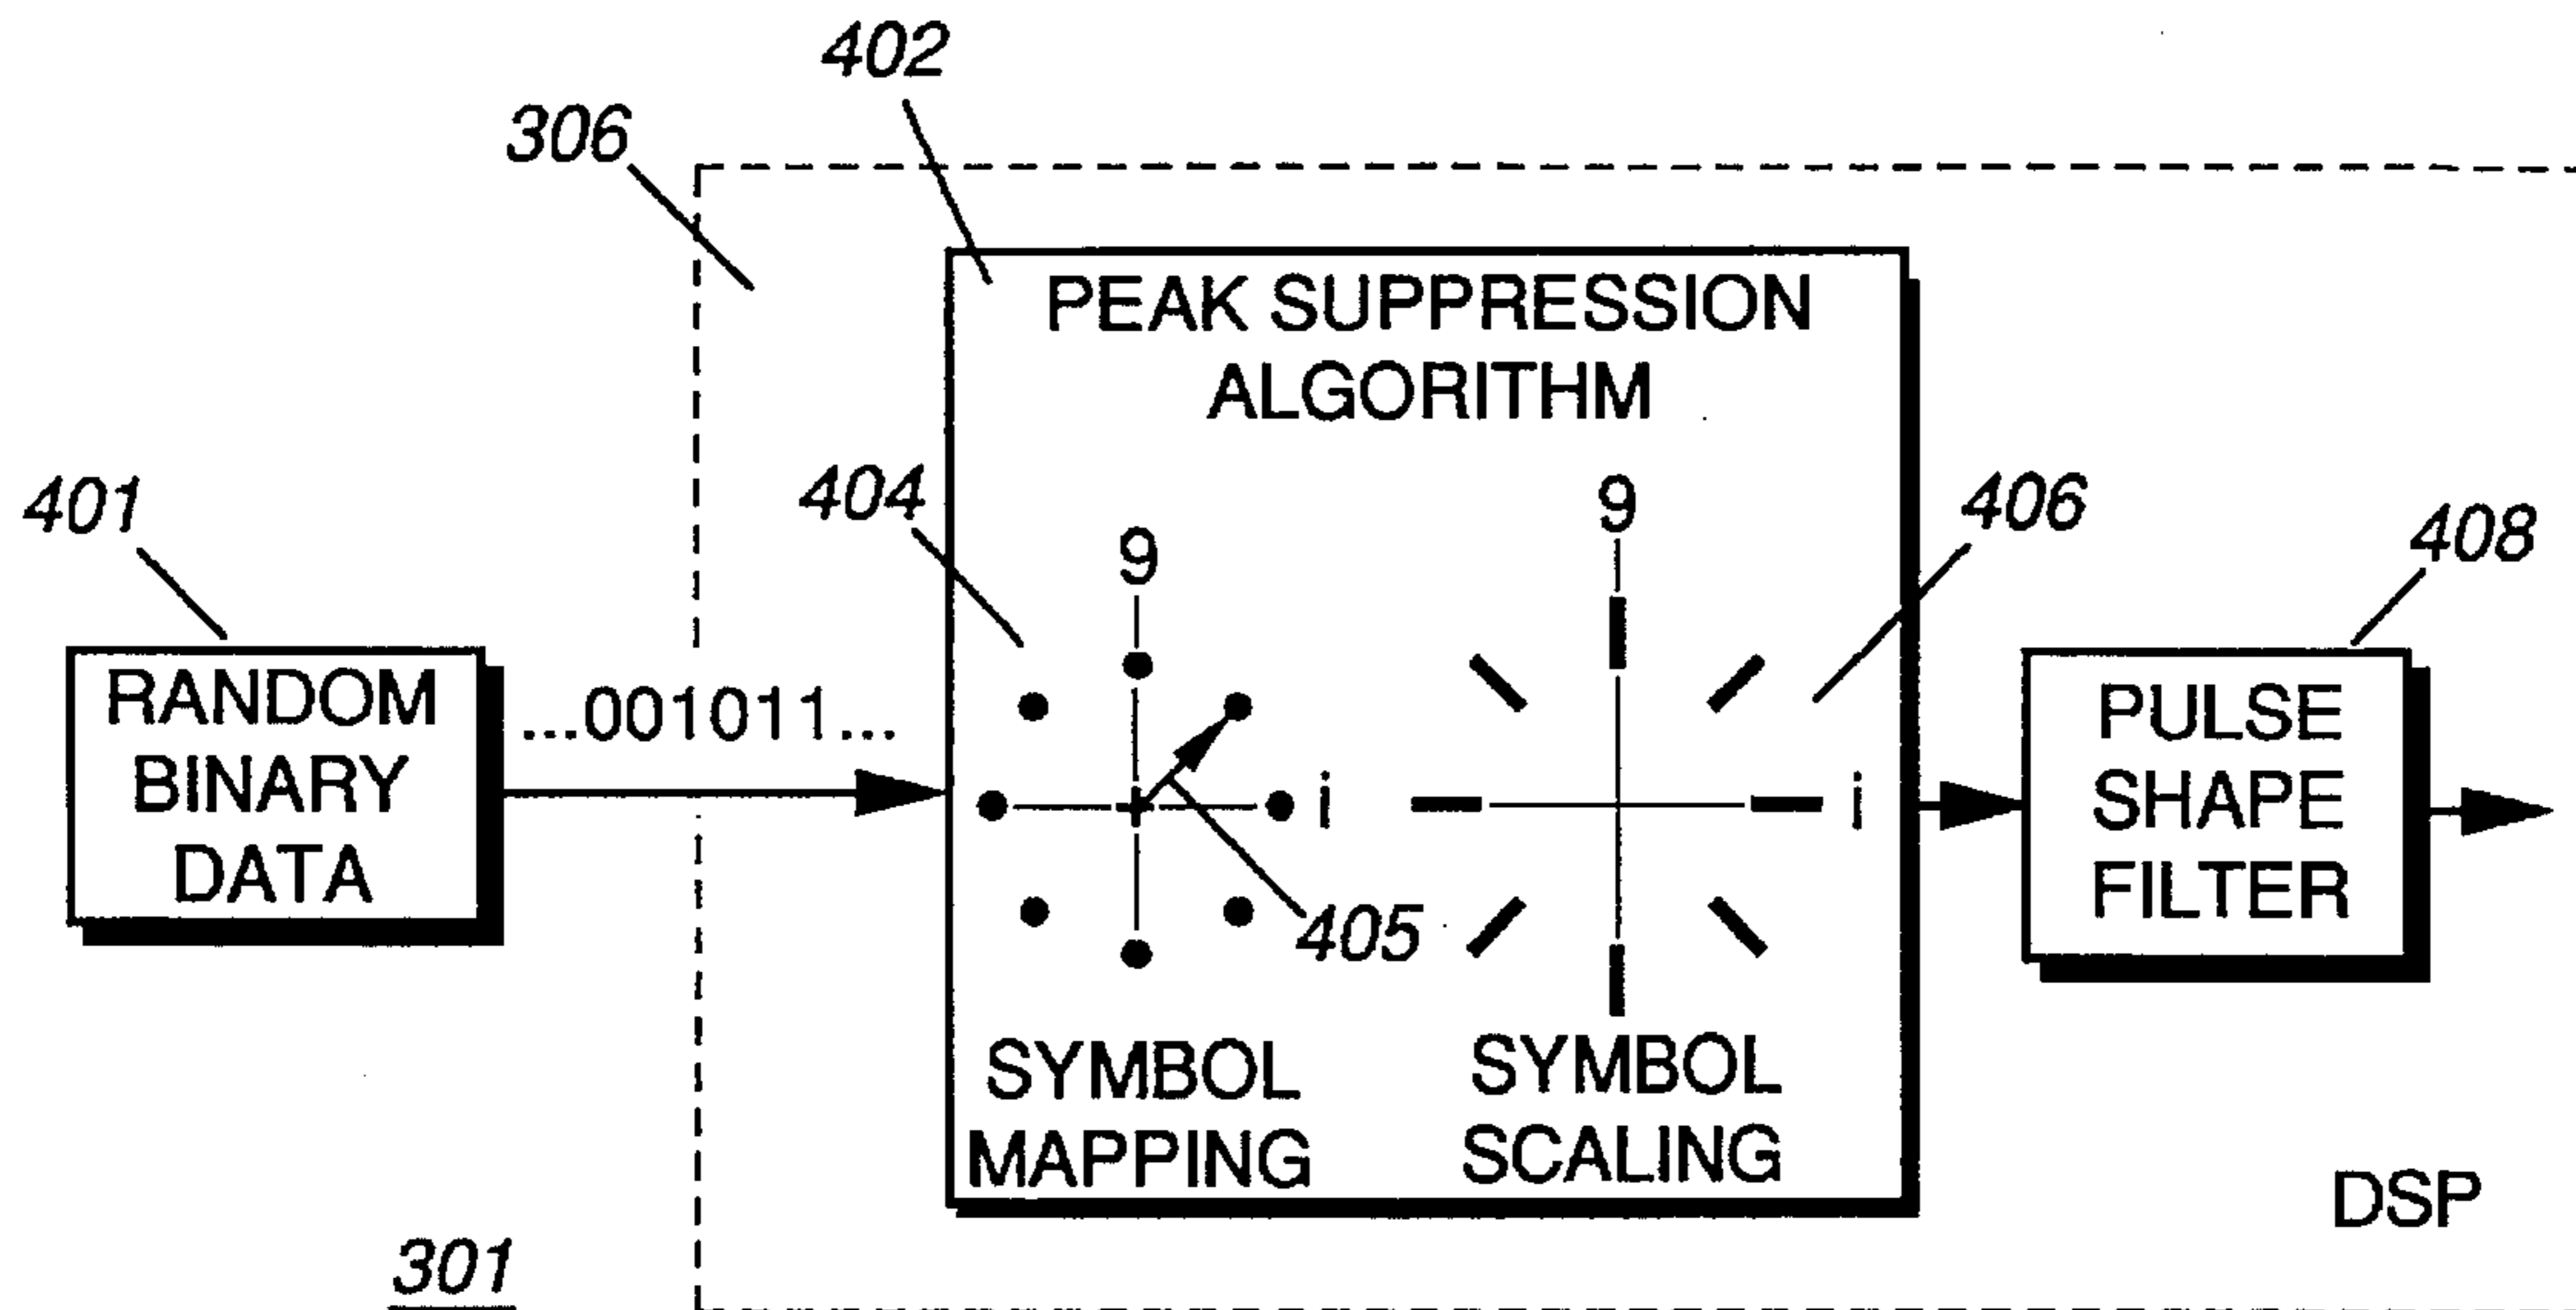 402
306
PEAK SUPPRESSION
ALGORITHM
401
404
9
9
406
408
RANDOM
BINARY
DATA
...001011...
i
i
405
PULSE
SHAPE
FILTER
SYMBOL
MAPPING
SYMBOL
SCALING
DSP
301